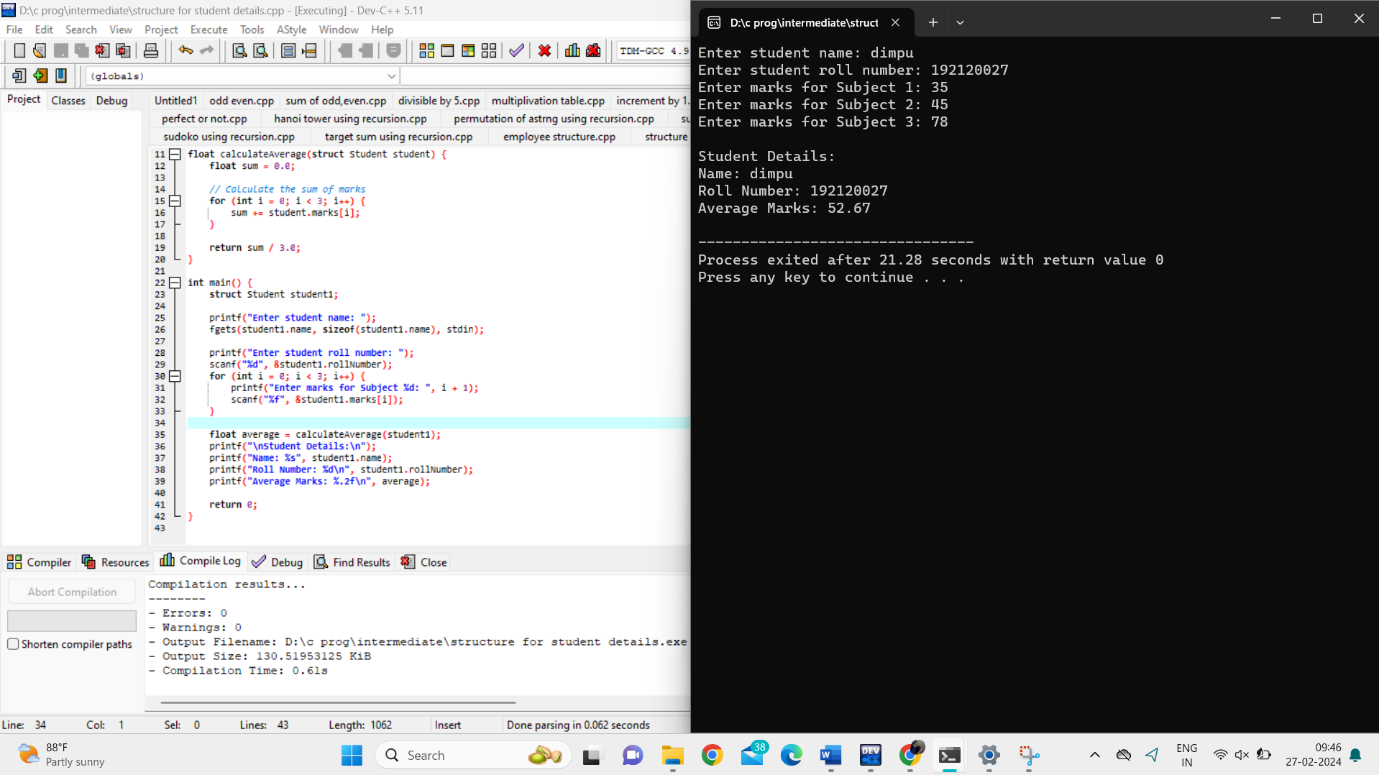 D:\c prog\intermediate\structure for student details.cpp - [Executing] - Dev-C++ 5.11
File Edit Search View Project Execute Tools AStyle Window Help
TDM-GCC 4.9
(globals)
Project Classes Debug
Untitled1 odd even.cpp sum of odd,even.cpp divisible by 5.cpp multiplivation table.cpp increment by 1.
perfect or not.cpp hanoi tower using recursion.cpp permutation of astrng using recursion.cpp su
sudoko using recursion.cpp target sum using recursion.cpp employee structure.cpp structure
11 float calculateAverage(struct Student student) {
12 float sum = 0.0;
13
14 // Calculate the sum of marks
15 for (int i = 0; i < 3; i++) {
16 sum += student.marks[i];
17 }
18
19 return sum / 3.0;
20 }
21
22 int main() {
23 struct Student student1;
24
25 printf("Enter student name: ");
26 fgets(student1.name, sizeof(student1.name), stdin);
27
28 printf("Enter student roll number: ");
29 scanf("%d", &student1.rollNumber);
30 for (int i = 0; i < 3; i++) {
31 printf("Enter marks for Subject %d: ", i + 1);
32 scanf("%f", &student1.marks[i]);
33 }
34
35 float average = calculateAverage(student1);
36 printf("\nStudent Details:\n");
37 printf("Name: %s", student1.name);
38 printf("Roll Number: %d\n", student1.rollNumber);
39 printf("Average Marks: %.2f\n", average);
40
41 return 0;
42 }
43
Compiler Resources Compile Log Debug Find Results Close
Abort Compilation
Shorten compiler paths
Compilation results...
--------
- Errors: 0
- Warnings: 0
- Output Filename: D:\c prog\intermediate\structure for student details.exe
- Output Size: 130.51953125 KiB
- Compilation Time: 0.61s
Line: 34 Col: 1 Sel: 0 Lines: 43 Length: 1062 Insert Done parsing in 0.062 seconds
D:\c prog\intermediate\struct
Enter student name: dimpu
Enter student roll number: 192120027
Enter marks for Subject 1: 35
Enter marks for Subject 2: 45
Enter marks for Subject 3: 78
Student Details:
Name: dimpu
Roll Number: 192120027
Average Marks: 52.67
--------------------------------
Process exited after 21.28 seconds with return value 0
Press any key to continue . . .
88°F
Partly sunny
Search
DEV
38
ENG
IN
09:46
27-02-2024